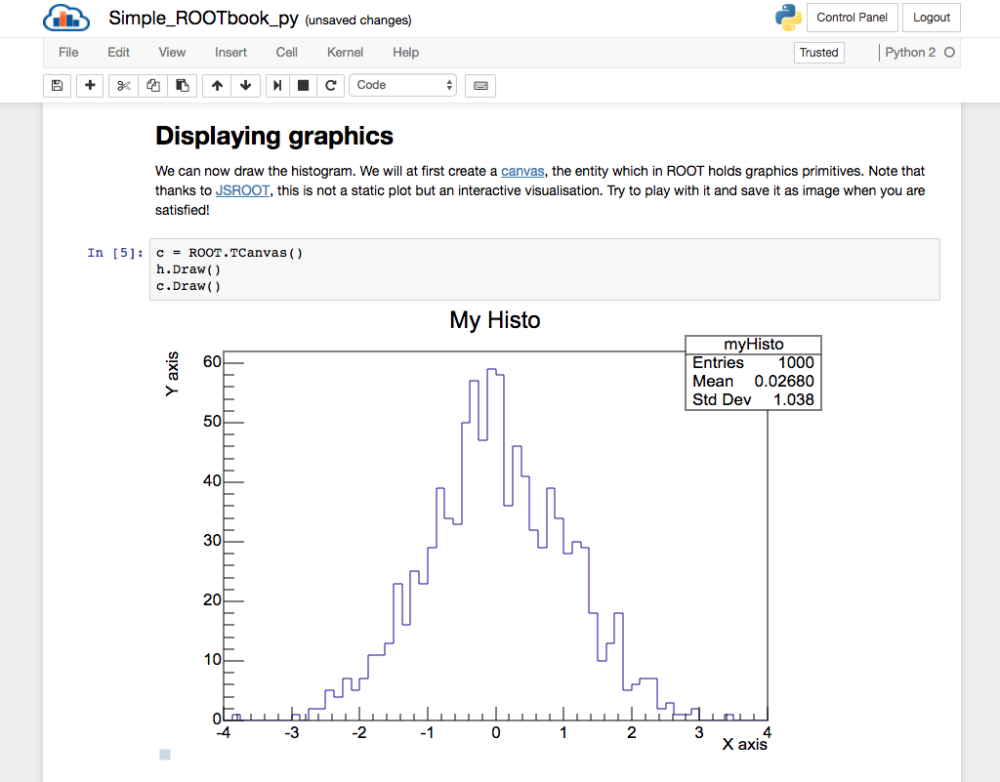 Simple_ROOTbook_py (unsaved changes)
Control Panel
Logout
File Edit View Insert Cell Kernel Help
Trusted
Python 2
Code
Displaying graphics
We can now draw the histogram. We will at first create a canvas, the entity which in ROOT holds graphics primitives. Note that
thanks to JSROOT, this is not a static plot but an interactive visualisation. Try to play with it and save it as image when you are
satisfied!
In [5]:
c = ROOT.TCanvas()
h.Draw()
c.Draw()
My Histo
myHisto
Entries 1000
Mean 0.02680
Std Dev 1.038
Y axis
60
50
40
30
20
10
0
-4 -3 -2 -1 0 1 2 3 4
X axis